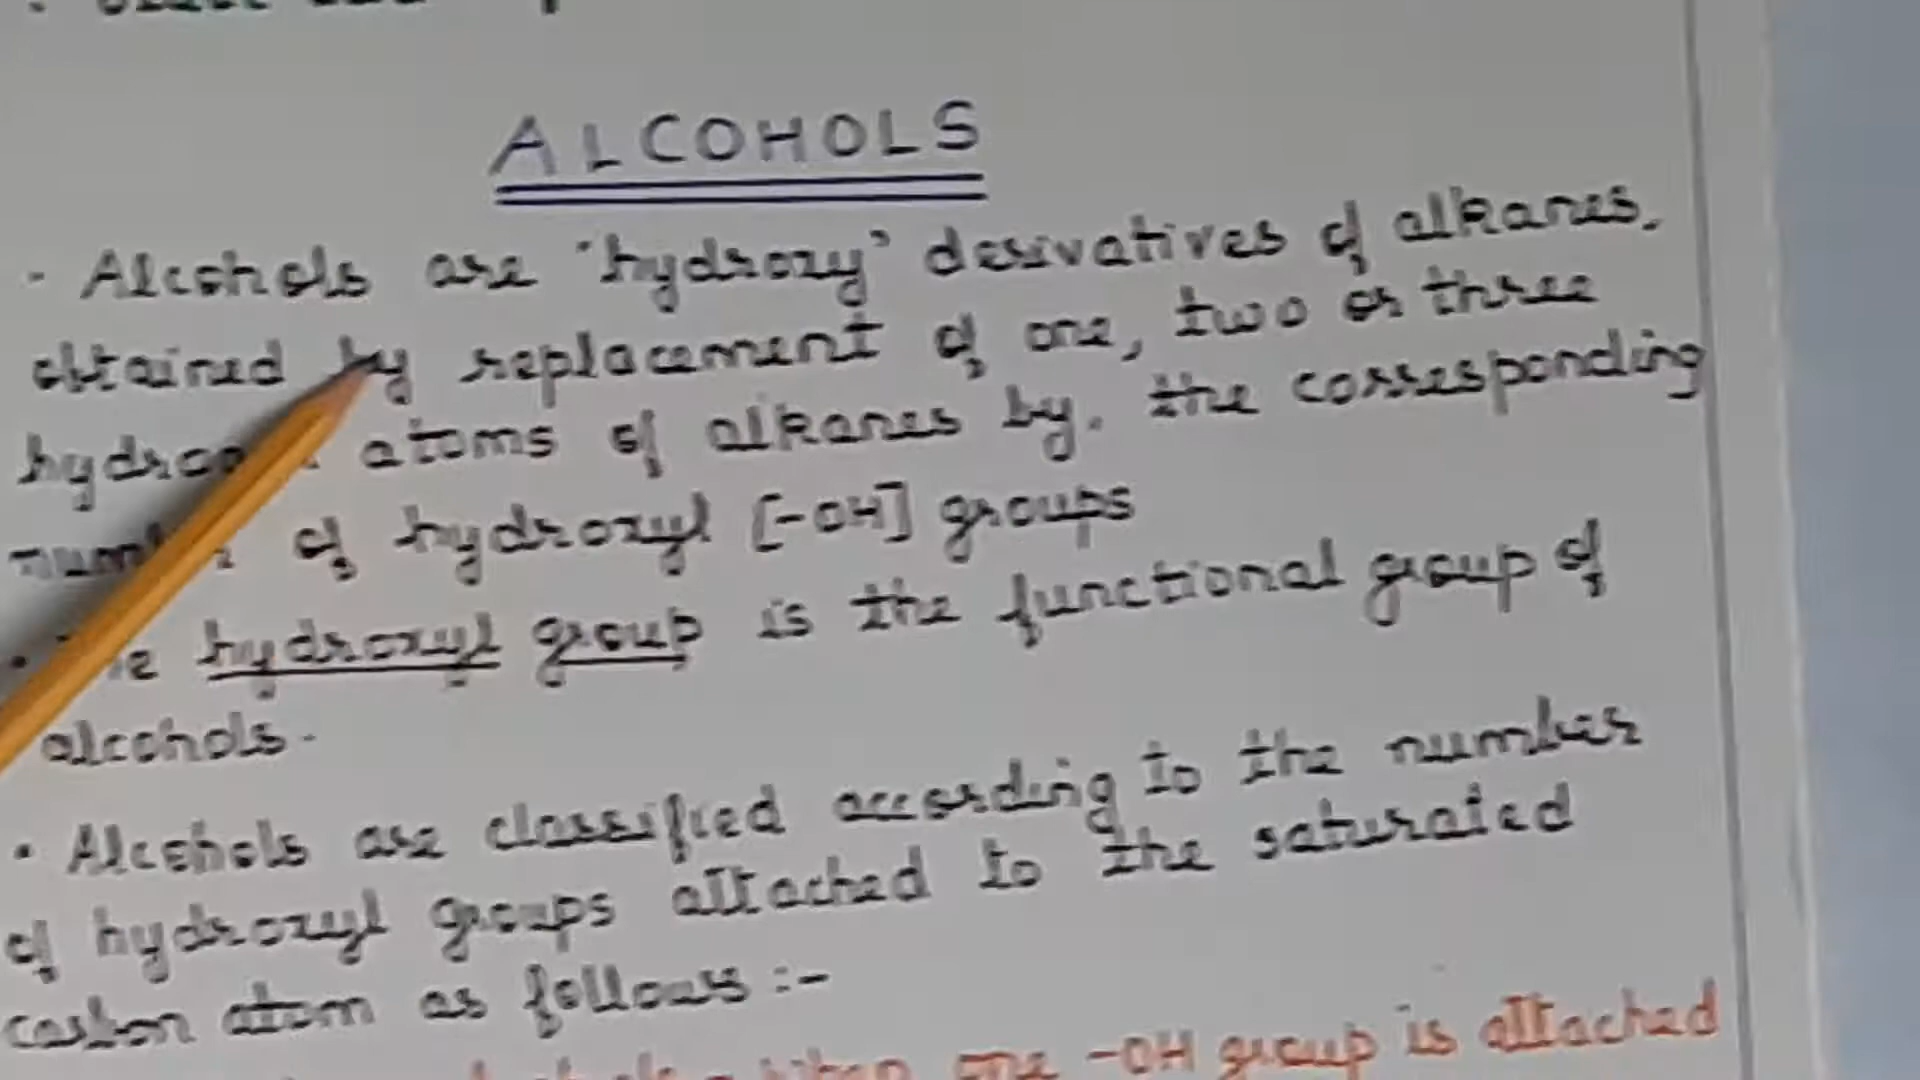 ALCOHOLS
- Alcohols are 'hydroxy' derivatives of alkanes.
obtained by replacement of one, two or three
atoms of alkanes by. the corresponding
of hydroxyl [-OH] groups
hydroxyl group is the functional group of
alcohols.
• Alcohols are classified according to the number
of hydroxyl groups attached to the saturated
carbon atom as follows :-
one -OH group is attached